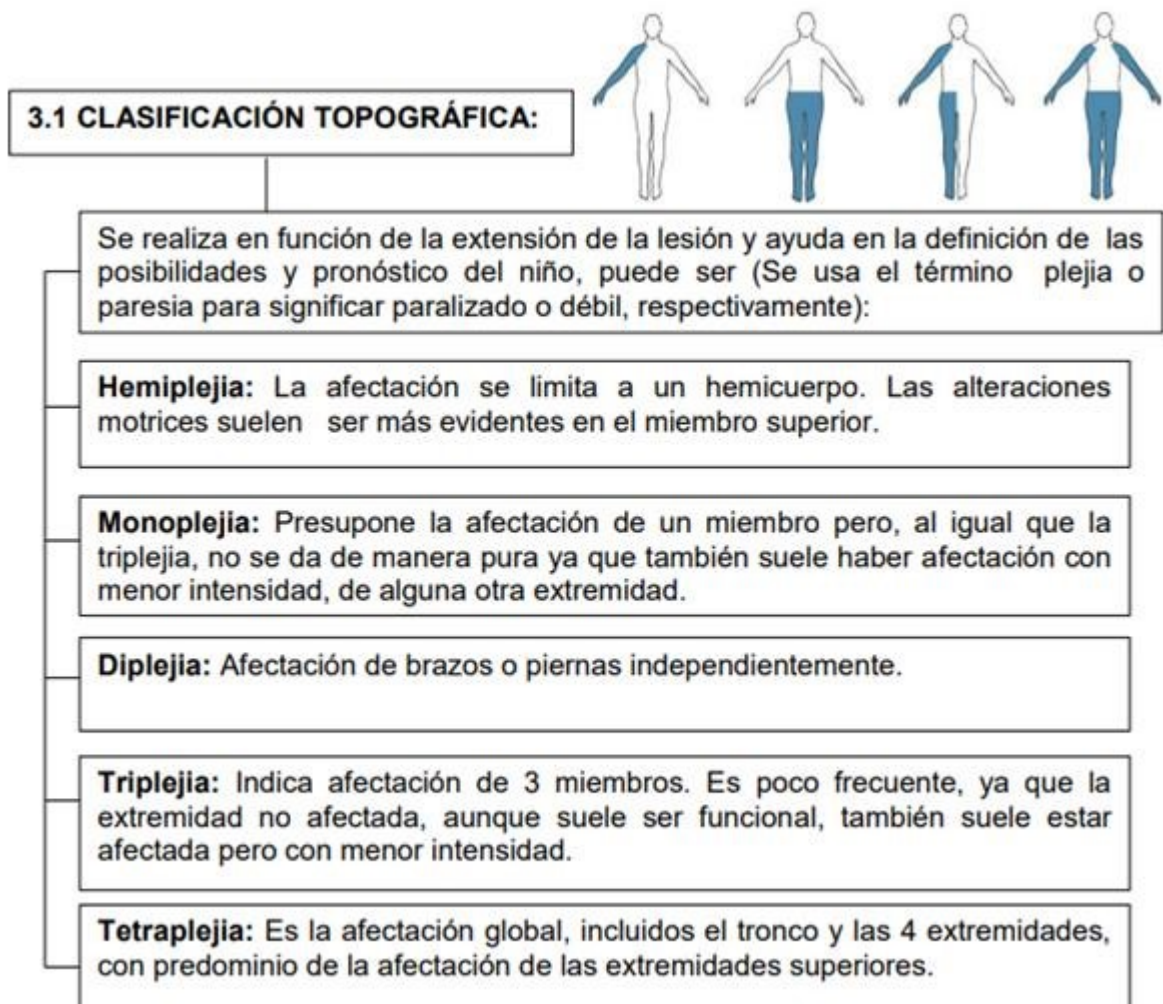 3.1 CLASIFICACIÓN TOPOGRÁFICA:
Se realiza en función de la extensión de la lesión y ayuda en la definición de las
posibilidades y pronóstico del niño, puede ser (Se usa el término plejia o
paresia para significar paralizado o débil, respectivamente):
Hemiplejia: La afectación se limita a un hemicuerpo. Las alteraciones
motrices suelen ser más evidentes en el miembro superior.
Monoplejia: Presupone la afectación de un miembro pero, al igual que la
triplejia, no se da de manera pura ya que también suele haber afectación con
menor intensidad, de alguna otra extremidad.
Diplejia: Afectación de brazos o piernas independientemente.
Triplejia: Indica afectación de 3 miembros. Es poco frecuente, ya que la
extremidad no afectada, aunque suele ser funcional, también suele estar
afectada pero con menor intensidad.
Tetraplejia: Es la afectación global, incluidos el tronco y las 4 extremidades,
con predominio de la afectación de las extremidades superiores.